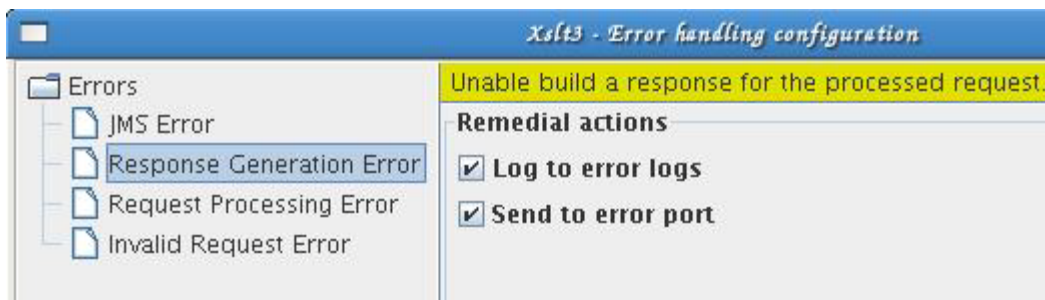 Xslt3 - Error handling configuration
Errors
JMS Error
Response Generation Error
Request Processing Error
Invalid Request Error
Unable build a response for the processed request.
Remedial actions
Log to error logs
Send to error port